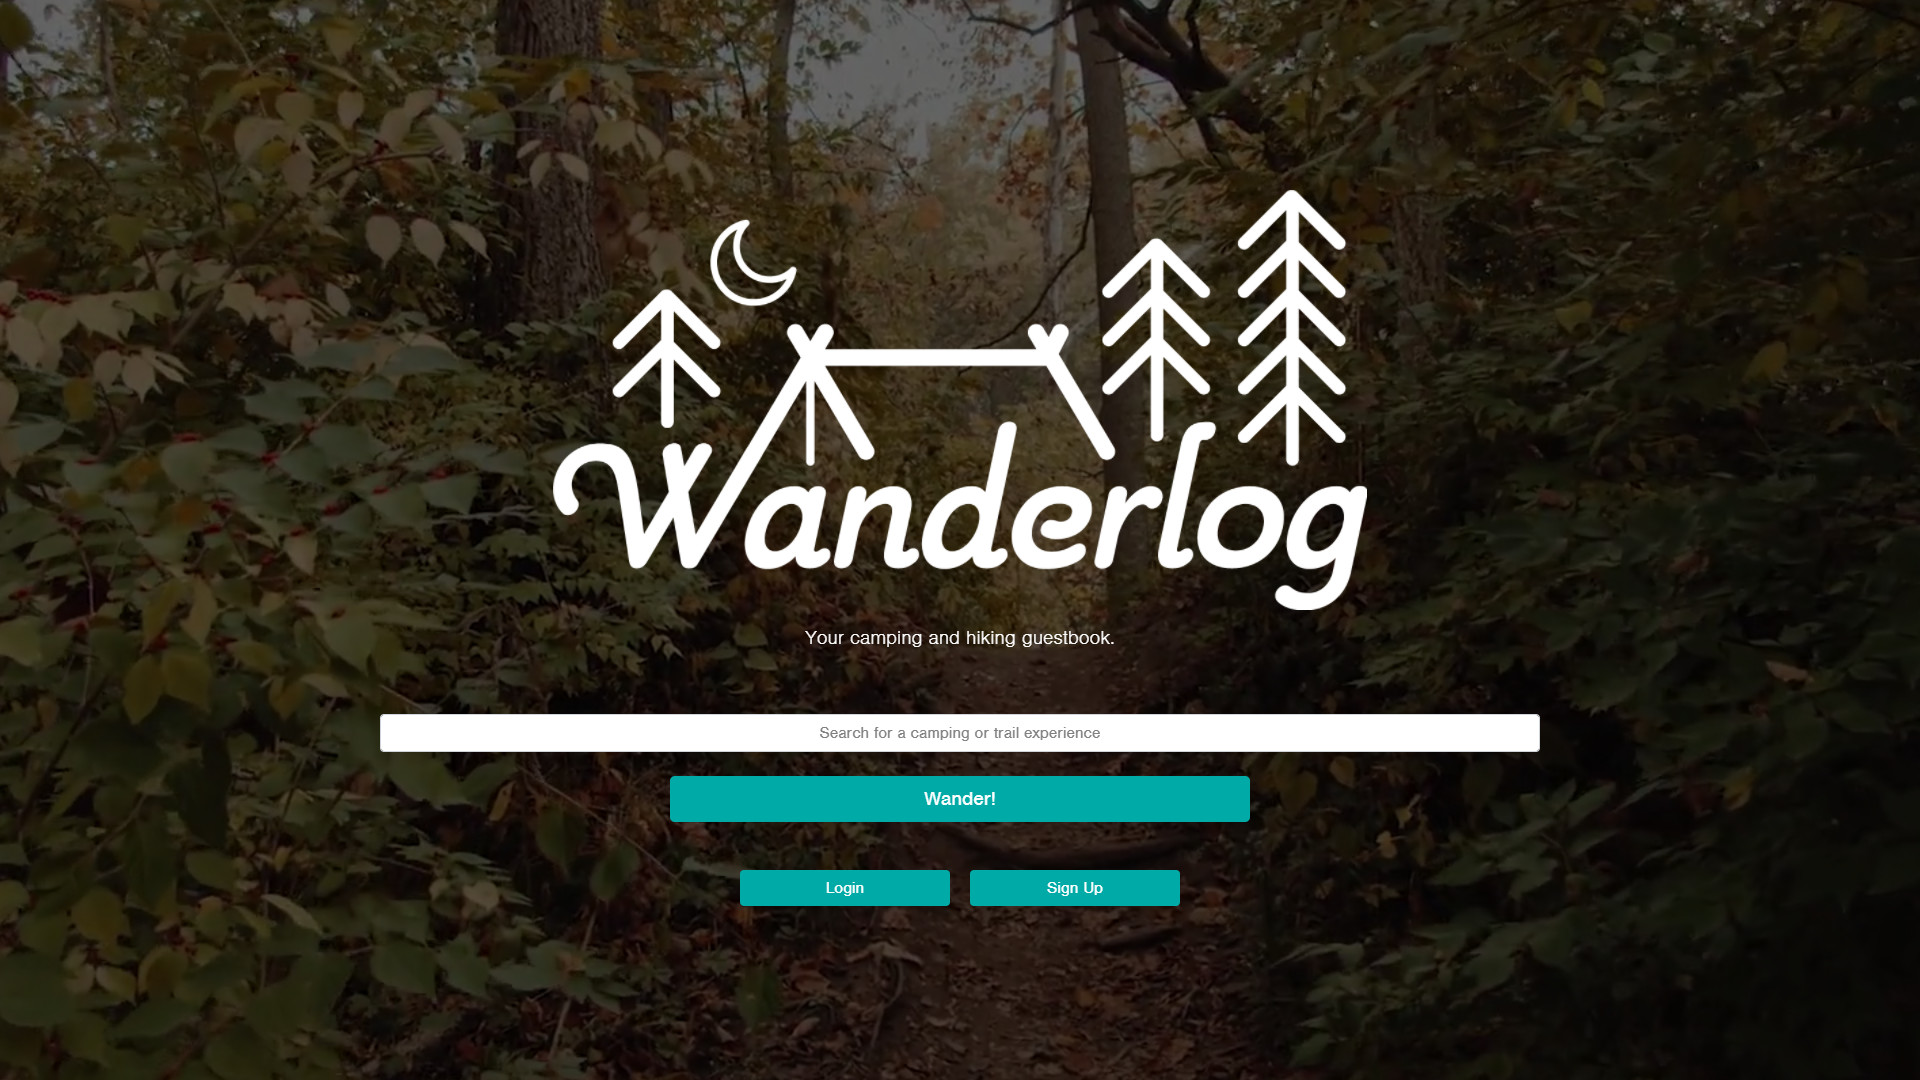 Wanderlog
Your camping and hiking guestbook.
Search for a camping or trail experience
Wander!
Login
Sign Up